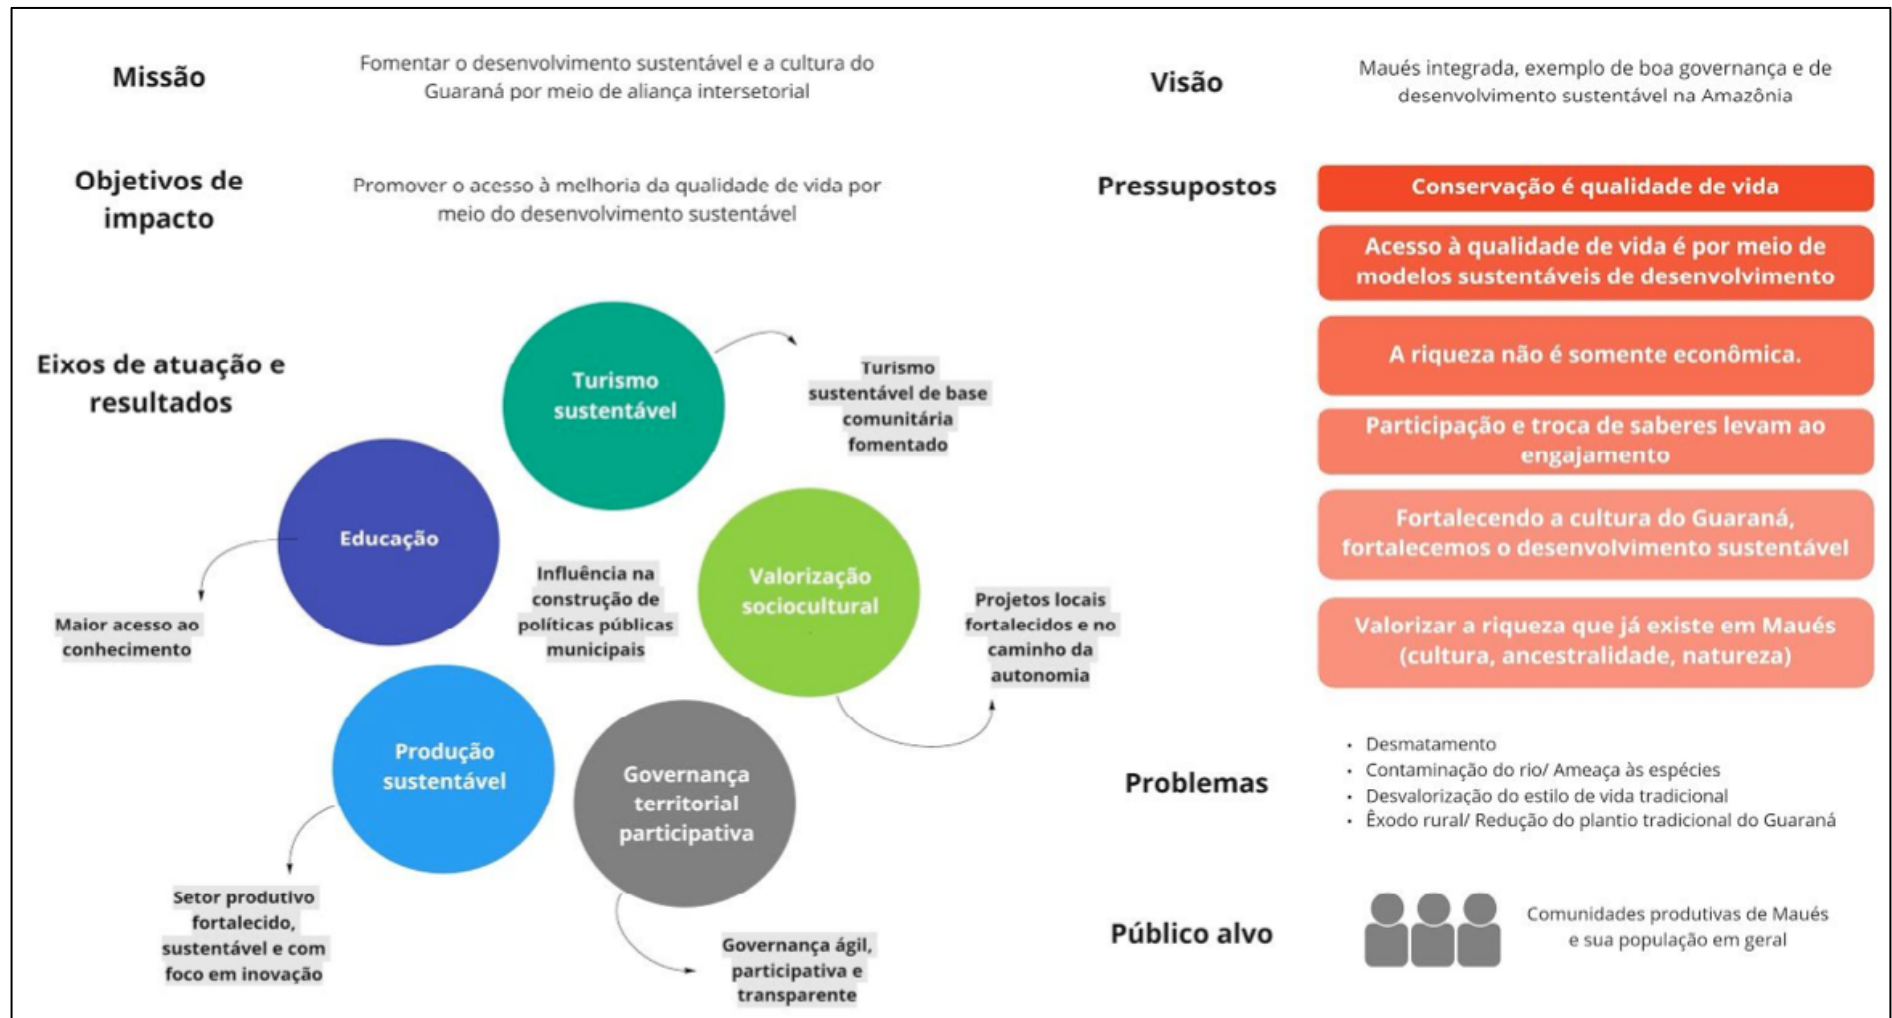 Missão
Fomentar o desenvolvimento sustentável e a cultura do
Guaraná por meio de aliança intersetorial
Visão
Maués integrada, exemplo de boa governança e de
desenvolvimento sustentável na Amazônia
Objetivos de
impacto
Promover o acesso à melhoria da qualidade de vida por
meio do desenvolvimento sustentável
Pressupostos
Conservação é qualidade de vida
Acesso à qualidade de vida é por meio de
modelos sustentáveis de desenvolvimento
A riqueza não é somente econômica.
Participação e troca de saberes levam ao
engajamento
Fortalecendo a cultura do Guaraná,
fortalecemos o desenvolvimento sustentável
Valorizar a riqueza que já existe em Maués
(cultura, ancestralidade, natureza)
Eixos de atuação e
resultados
Turismo
sustentável
Turismo
sustentável de base
comunitária
fomentado
Educação
Maior acesso ao
conhecimento
Influência na
construção de
políticas públicas
municipais
Valorização
sociocultural
Projetos locais
fortalecidos e no
caminho da
autonomia
Produção
sustentável
Setor produtivo
fortalecido,
sustentável e com
foco em inovação
Governança
territorial
participativa
Governança ágil,
participativa e
transparente
Problemas
• Desmatamento
• Contaminação do rio/ Ameaça às espécies
• Desvalorização do estilo de vida tradicional
• Êxodo rural/ Redução do plantio tradicional do Guaraná
Público alvo
Comunidades produtivas de Maués
e sua população em geral